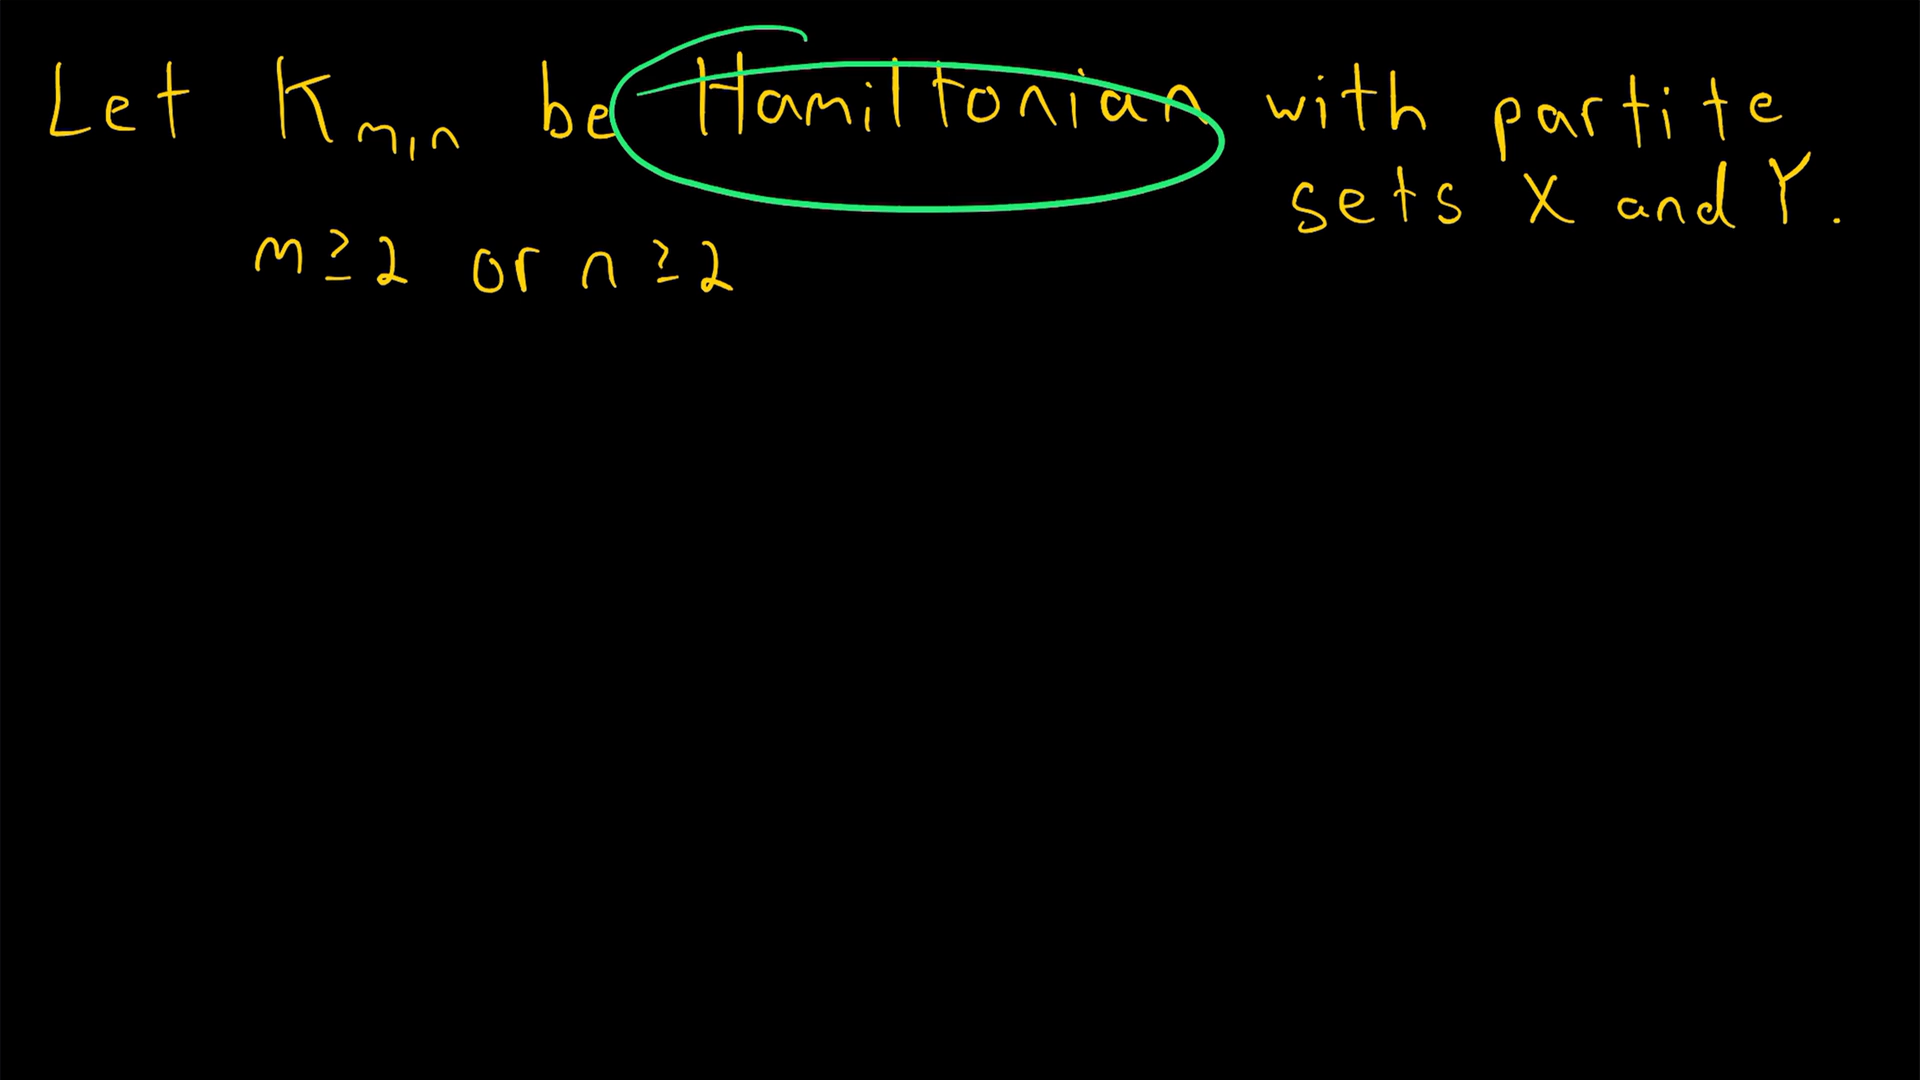 Let K_{m,n} be Hamiltonian with partite
sets X and Y.
m ≥ 2 or n ≥ 2